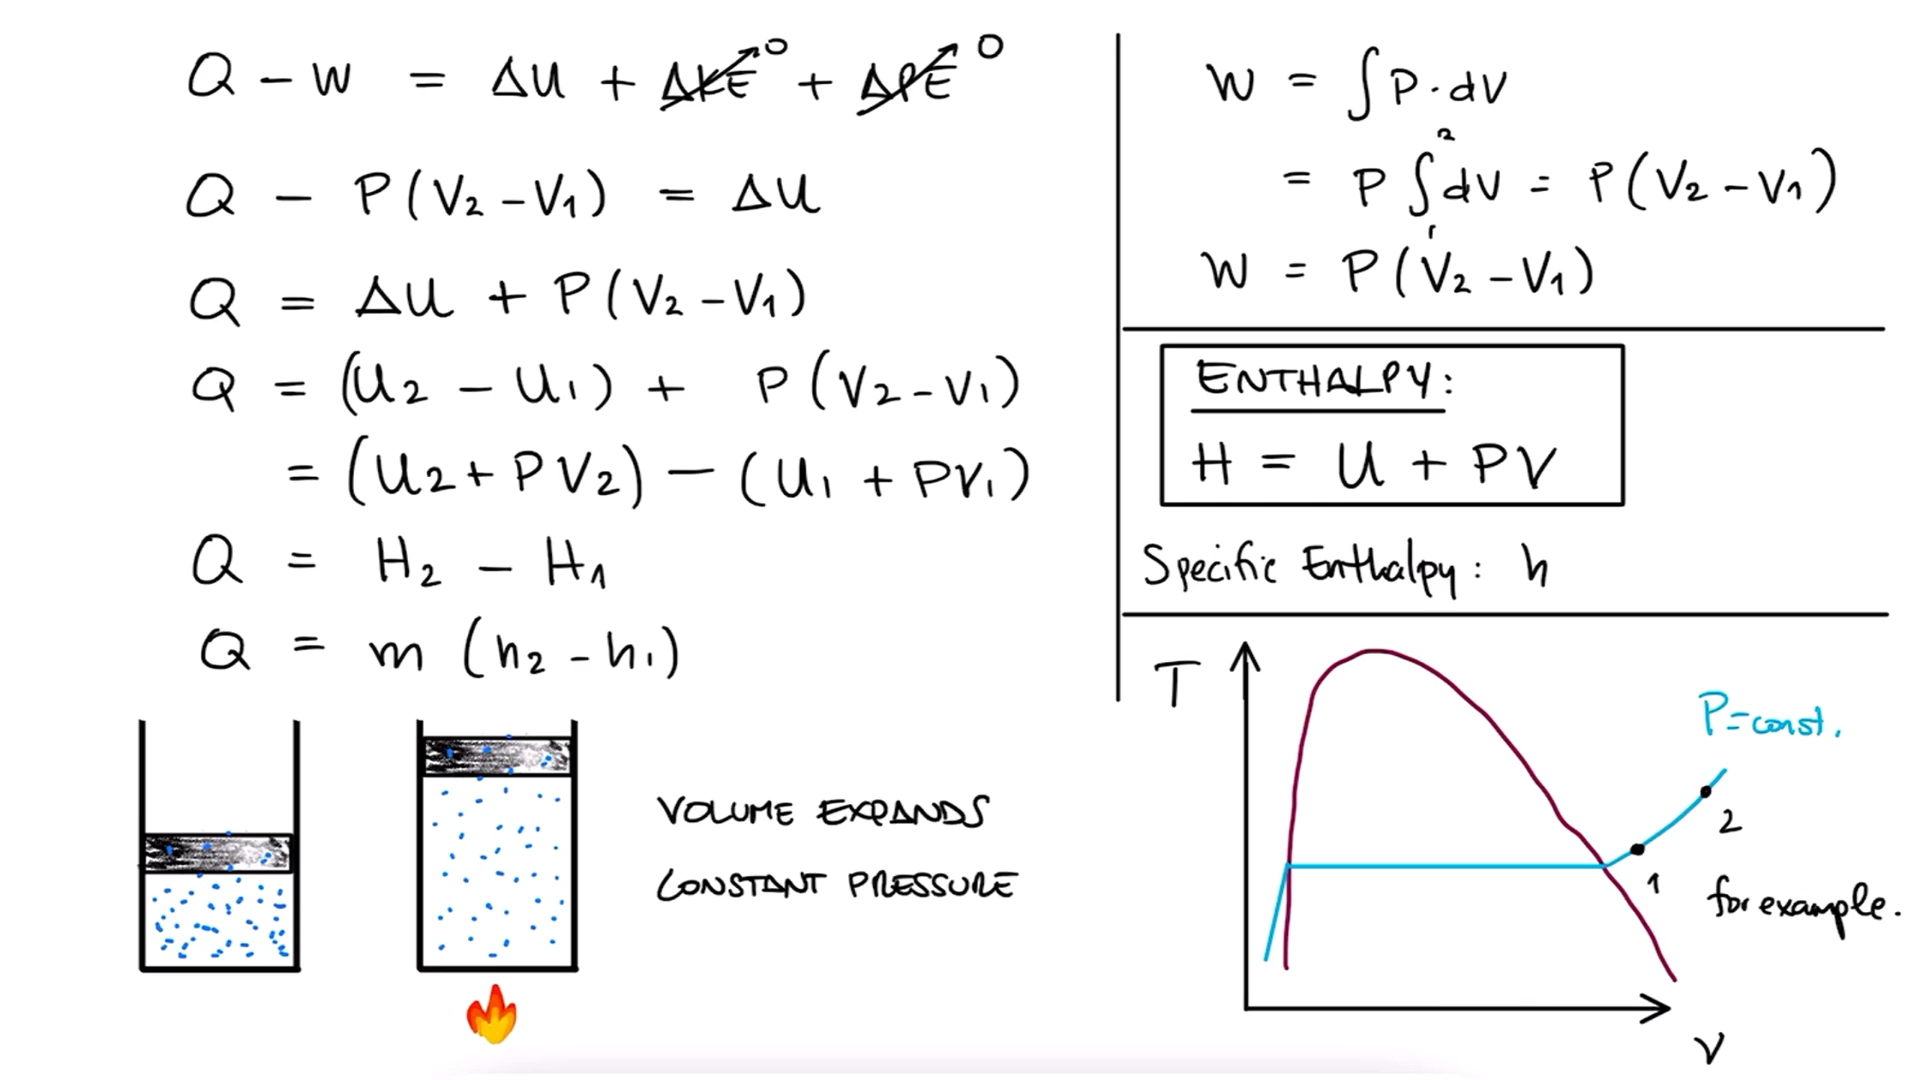 Q - W = ΔU + ΔKE⁰ + ΔPE⁰
Q - P(V₂ - V₁) = ΔU
Q = ΔU + P(V₂ - V₁)
Q = (U₂ - U₁) + P(V₂ - V₁)
= (U₂ + PV₂) - (U₁ + PV₁)
Q = H₂ - H₁
Q = m (h₂ - h₁)
VOLUME EXPANDS
CONSTANT PRESSURE
W = ∫P·dV
= P ∫₁² dV = P(V₂ - V₁)
W = P(V₂ - V₁)
ENTHALPY:
H = U + PV
Specific Enthalpy: h
T
P=const.
2
1
for example.
V